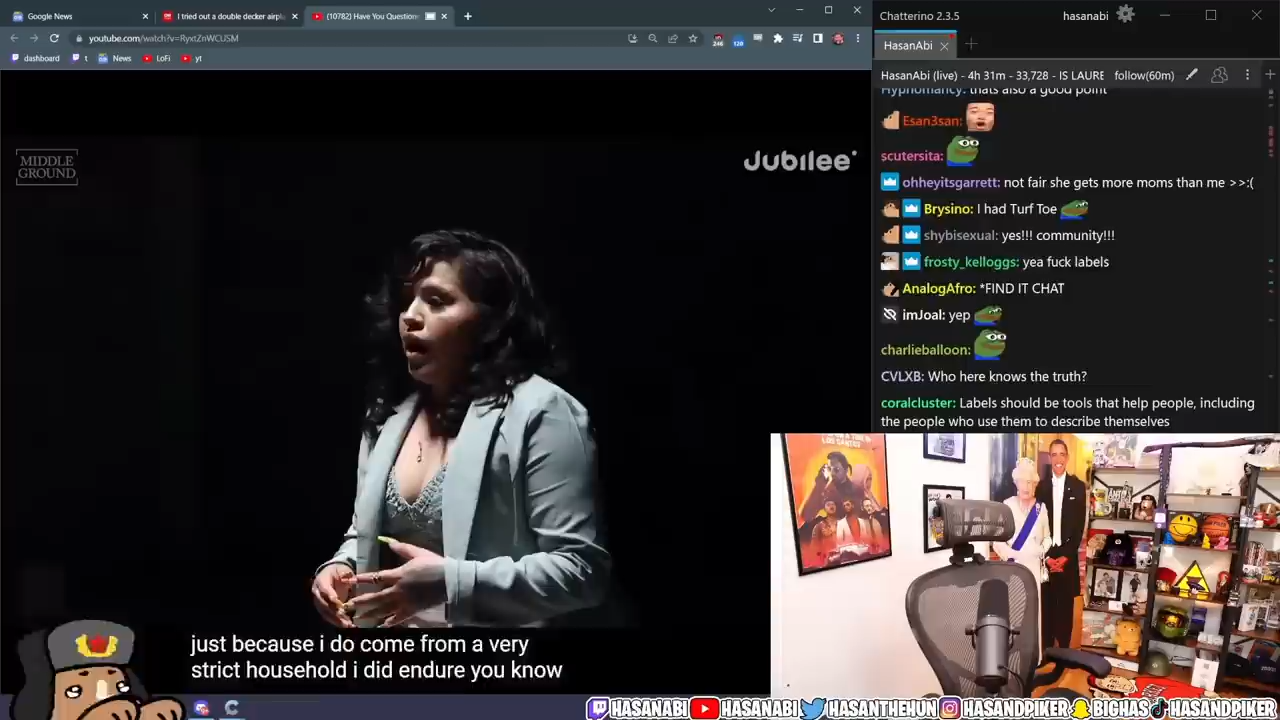 Google News
I tried out a double decker airpl
(10782) Have You Question
youtube.com/watch?v=RyxtZnWCUSM
246
120
dashboard
t
News
LoFi
yt
MIDDLE
GROUND
Jubilee
just because i do come from a very
strict household i did endure you know
Chatterino 2.3.5
hasanabi
HasanAbi
HasanAbi (live) - 4h 31m - 33,728 - IS LAURE
follow(60m)
Hypnomancy: thats also a good point
Esan3san:
scutersita:
ohheyitsgarrett: not fair she gets more moms than me >>:(
Brysino: I had Turf Toe
shybisexual: yes!!! community!!!
frosty_kelloggs: yea fuck labels
AnalogAfro: *FIND IT CHAT
imJoal: yep
charlieballoon:
CVLXB: Who here knows the truth?
coralcluster: Labels should be tools that help people, including
the people who use them to describe themselves
LOS SANTOS
HASANABI HASANABI HASANTHEHUN HASANDPIKER BIGHAS HASANDPIKER